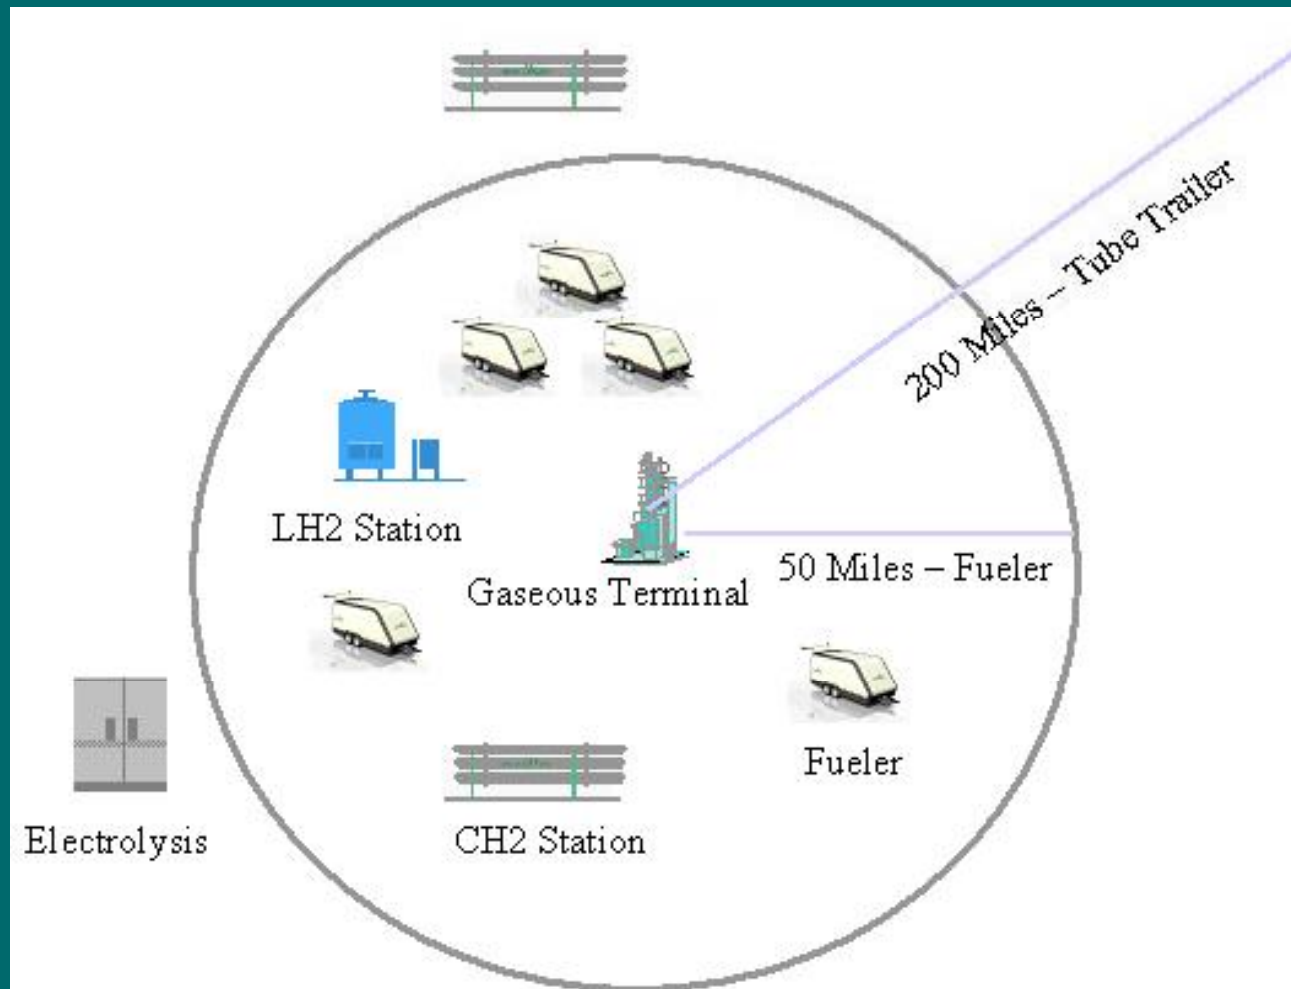 200 Miles – Tube Trailer
LH2 Station
Gaseous Terminal
50 Miles – Fueler
Fueler
Electrolysis
CH2 Station